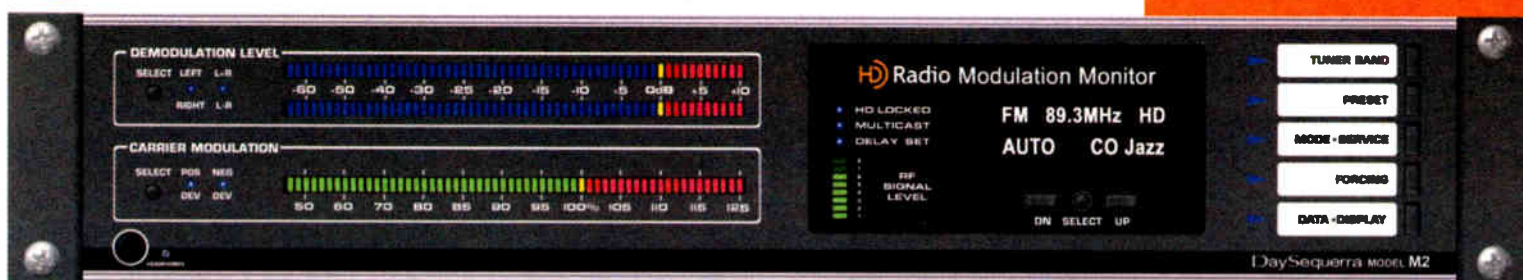 DEMODULATION LEVEL
SELECT LEFT L+R
RIGHT L-R
-60 -50 -40 -30 -25 -20 -15 -10 -5 0dB +5 +10
CARRIER MODULATION
SELECT POS NEG
DEV DEV
50 60 70 80 85 90 95 100% 105 110 115 125
HD Radio Modulation Monitor
HD LOCKED
MULTICAST
DELAY SET
FM 89.3MHz HD
AUTO CO Jazz
RF
SIGNAL
LEVEL
DN SELECT UP
TUNER BAND
PRESET
MODE • SERVICE
FORCING
DATA • DISPLAY
DaySequerra MODEL M2